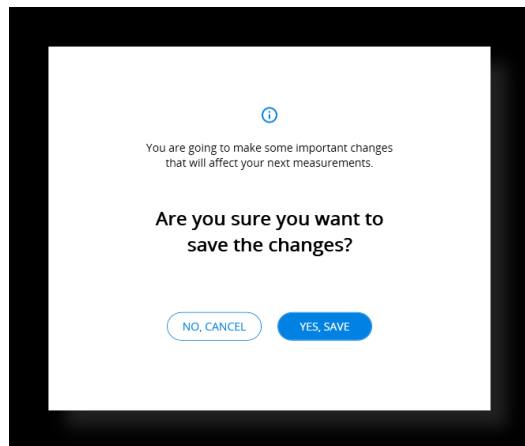 You are going to make some important changes
that will affect your next measurements.
Are you sure you want to
save the changes?
NO, CANCEL
YES, SAVE